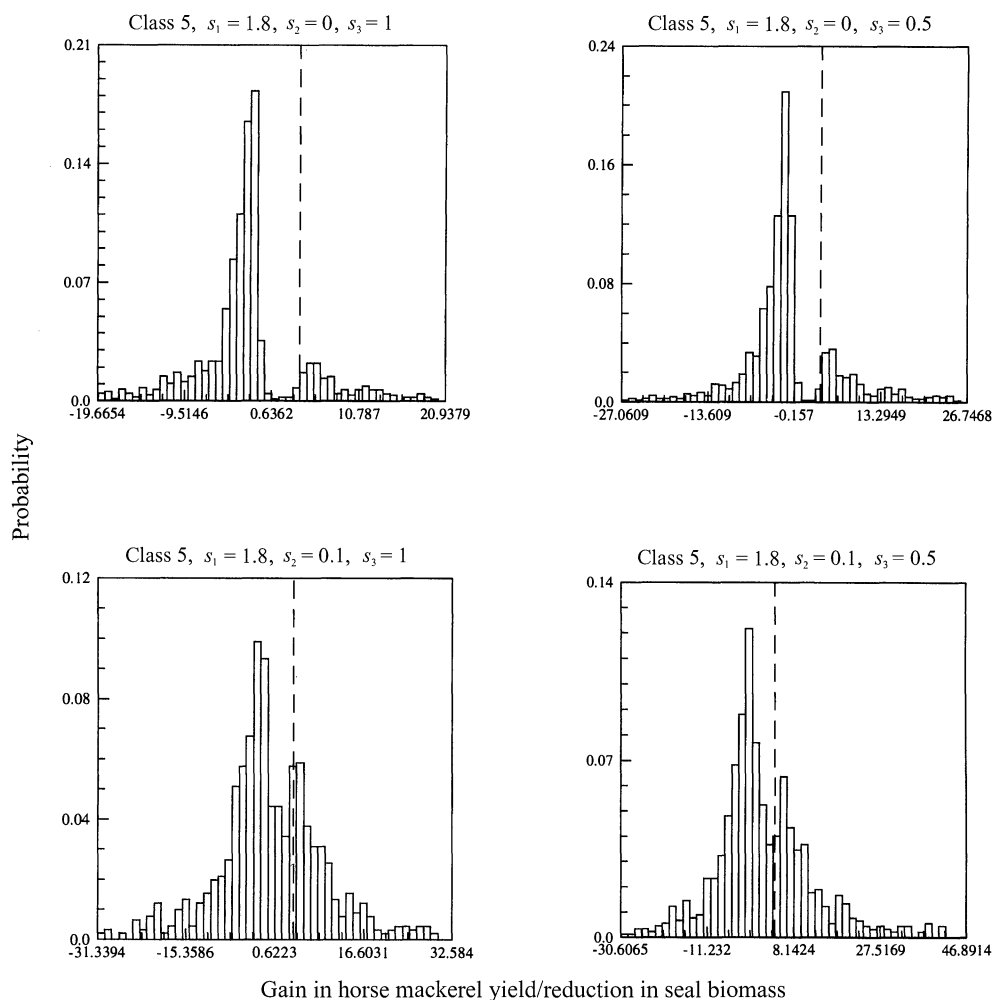 Class 5, s₁ = 1.8, s₂ = 0, s₃ = 1
0.21
0.14
0.07
0.0
-19.6654 -9.5146 0.6362 10.787 20.9379
Class 5, s₁ = 1.8, s₂ = 0, s₃ = 0.5
0.24
0.16
0.08
0.0
-27.0609 -13.609 -0.157 13.2949 26.7468
Probability
Class 5, s₁ = 1.8, s₂ = 0.1, s₃ = 1
0.12
0.08
0.04
0.0
-31.3394 -15.3586 0.6223 16.6031 32.584
Class 5, s₁ = 1.8, s₂ = 0.1, s₃ = 0.5
0.14
0.07
0.0
-30.6065 -11.232 8.1424 27.5169 46.8914
Gain in horse mackerel yield/reduction in seal biomass